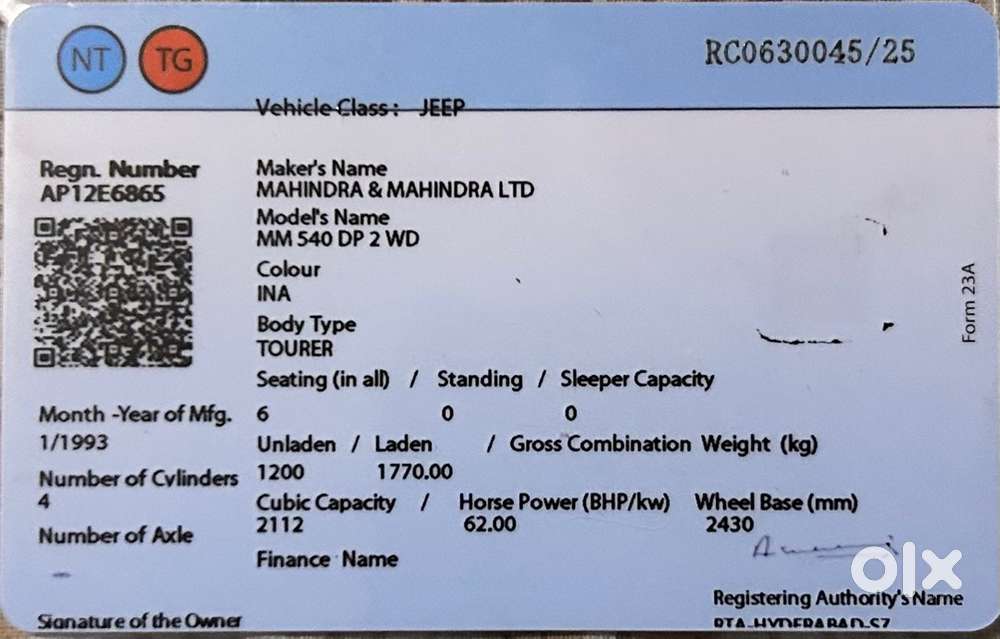 NT TG RC0630045/25
Vehicle Class : JEEP
Regn. Number
AP12E6865
Maker's Name
MAHINDRA & MAHINDRA LTD
Model's Name
MM 540 DP 2 WD
Colour
INA
Body Type
TOURER
Form 23A
Seating (in all) / Standing / Sleeper Capacity
6 0 0
Month -Year of Mfg.
1/1993
Unladen / Laden / Gross Combination Weight (kg)
1200 1770.00
Number of Cylinders
4
Cubic Capacity / Horse Power (BHP/kw) Wheel Base (mm)
2112 62.00 2430
Number of Axle
-
Finance Name
olx
Registering Authority's Name
RTA-HYDERABAD-SZ
Signature of the Owner